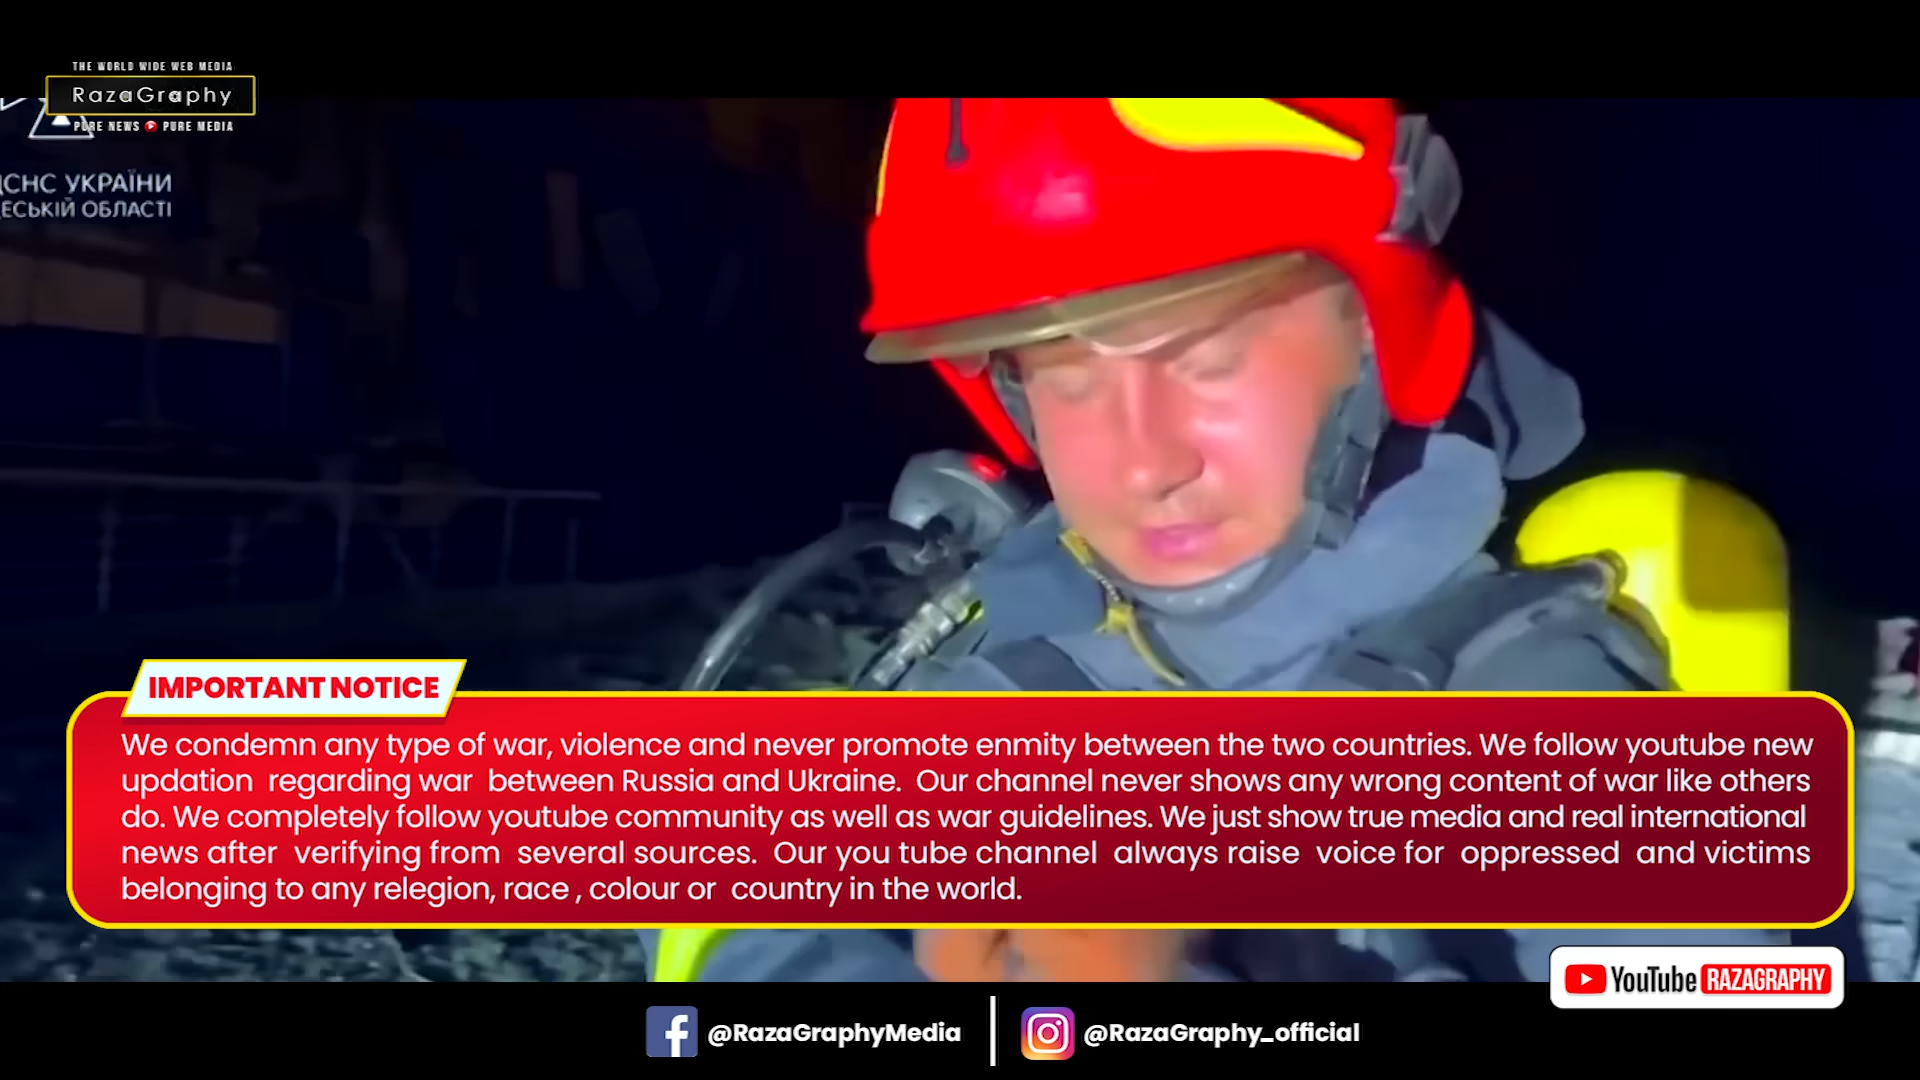 THE WORLD WIDE WEB MEDIA
RazaGraphy
PURE NEWS PURE MEDIA
ДСНС УКРАЇНИ
ОБЛАСТІ
IMPORTANT NOTICE
We condemn any type of war, violence and never promote enmity between the two countries. We follow youtube new
updation regarding war between Russia and Ukraine. Our channel never shows any wrong content of war like others
do. We completely follow youtube community as well as war guidelines. We just show true media and real international
news after verifying from several sources. Our you tube channel always raise voice for oppressed and victims
belonging to any relegion, race , colour or country in the world.
YouTube RAZAGRAPHY
@RazaGraphyMedia
@RazaGraphy_official